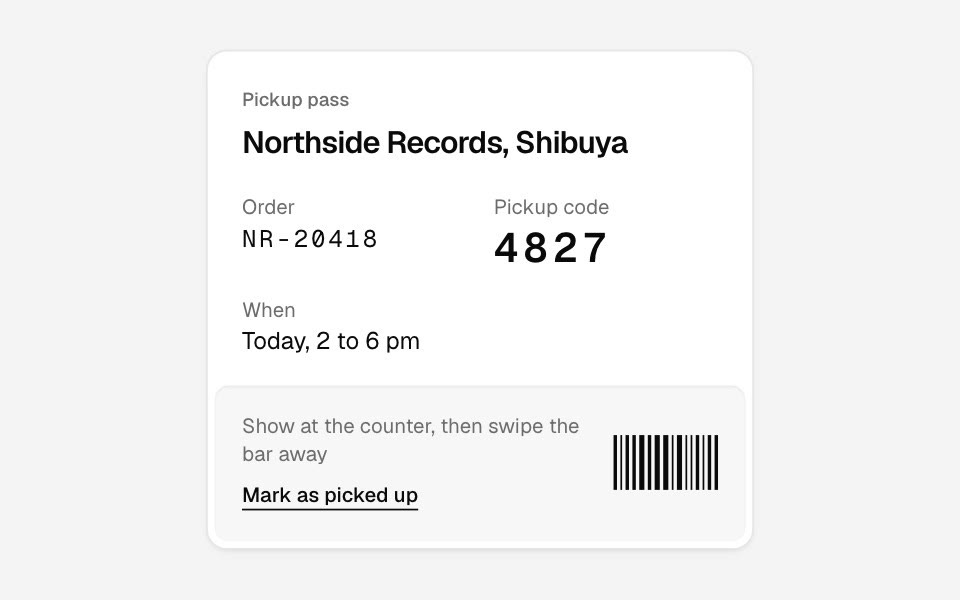 Pickup pass
Northside Records, Shibuya
Order
NR-20418
Pickup code
4827
When
Today, 2 to 6 pm
Show at the counter, then swipe the
bar away
Mark as picked up